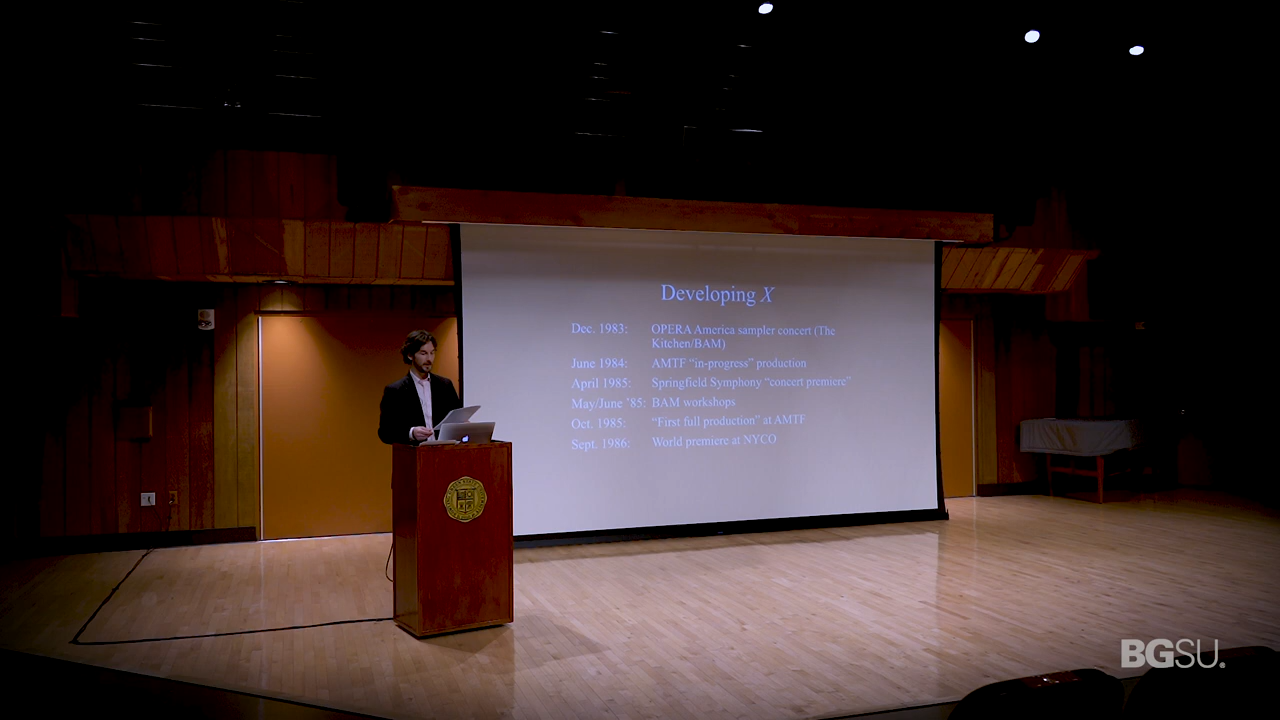 Developing X
Dec. 1983: OPERA America sampler concert (The
Kitchen/BAM)
June 1984: AMTF “in-progress” production
April 1985: Springfield Symphony “concert premiere”
May/June ’85: BAM workshops
Oct. 1985: “First full production” at AMTF
Sept. 1986: World premiere at NYCO
BGSU.